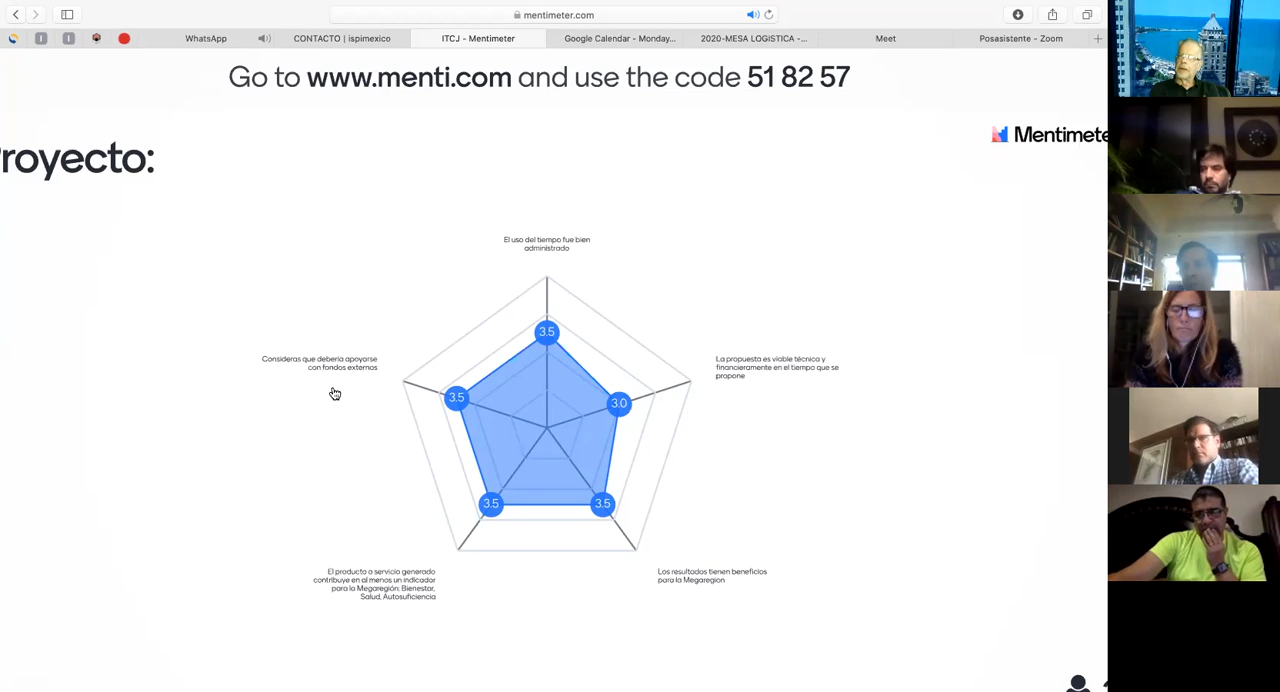 mentimeter.com
WhatsApp
CONTACTO | ispimexico
ITCJ - Mentimeter
Google Calendar - Monday...
2020-MESA LOGISTICA -...
Meet
Posasistente - Zoom
Go to www.menti.com and use the code 51 82 57
Mentimete
royecto:
El uso del tiempo fue bien
administrado
3.5
Consideras que debería apoyarse
con fondos externos
La propuesta es viable técnica y
financieramente en el tiempo que se
propone
3.5
3.0
3.5
3.5
El producto o servicio generado
contribuye en al menos un indicador
para la Megaregión: Bienestar,
Salud, Autosuficiencia
Los resultados tienen beneficios
para la Megaregion